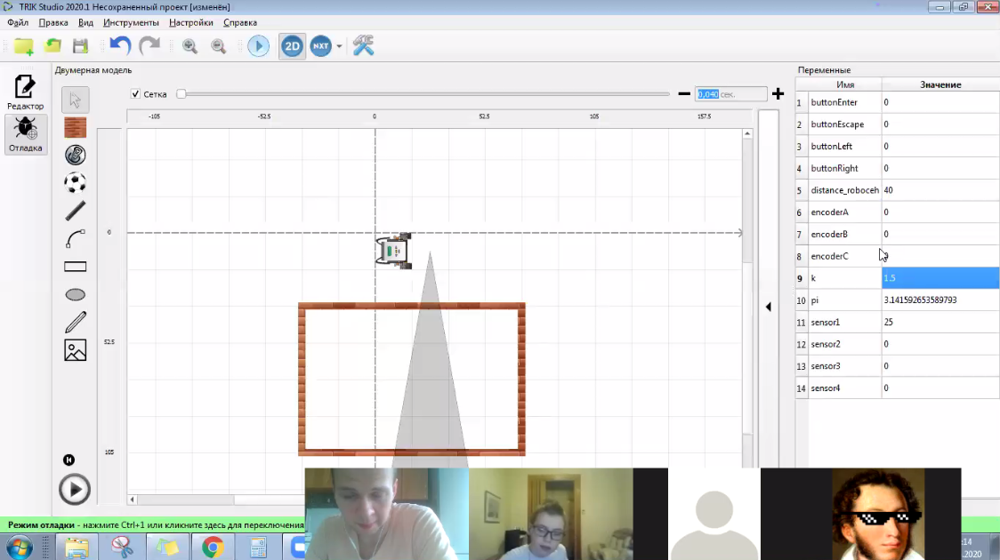 TRIK Studio 2020.1 Несохраненный проект [изменён]
Файл Правка Вид Инструменты Настройки Справка
2D NXT
Двумерная модель
Переменные
Редактор
Отладка
Сетка
0,040 сек.
-105 -52.5 0 52.5 105 157.5
0
52.5
105
Имя Значение
1 buttonEnter 0
2 buttonEscape 0
3 buttonLeft 0
4 buttonRight 0
5 distance_roboceh 40
6 encoderA 0
7 encoderB 0
8 encoderC
9 k 1.5
10 pi 3.141592653589793
11 sensor1 25
12 sensor2 0
13 sensor3 0
14 sensor4 0
Режим отладки - нажмите Ctrl+1 или кликните здесь для переключения
:14
.2020